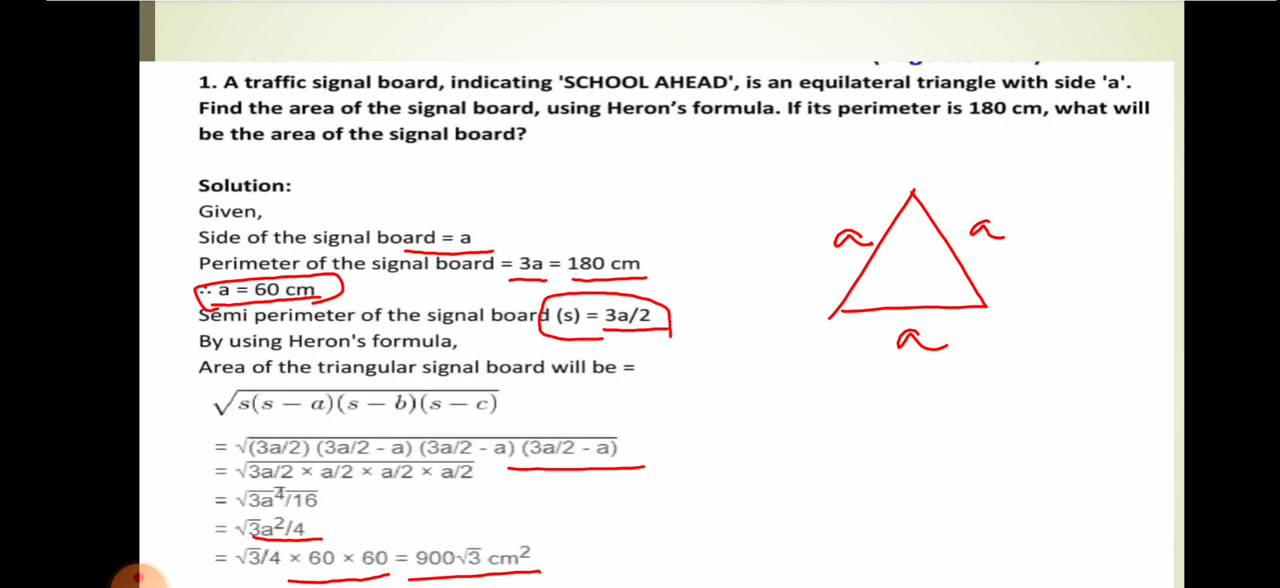 1. A traffic signal board, indicating 'SCHOOL AHEAD', is an equilateral triangle with side 'a'.
Find the area of the signal board, using Heron’s formula. If its perimeter is 180 cm, what will
be the area of the signal board?
Solution:
Given,
Side of the signal board = a
Perimeter of the signal board = 3a = 180 cm
∴ a = 60 cm
Semi perimeter of the signal board (s) = 3a/2
By using Heron's formula,
Area of the triangular signal board will be =
√s(s − a)(s − b)(s − c)
= √(3a/2) (3a/2 - a) (3a/2 - a) (3a/2 - a)
= √3a/2 × a/2 × a/2 × a/2
= √3a⁴/16
= √3a²/4
= √3/4 × 60 × 60 = 900√3 cm²
a
a
a